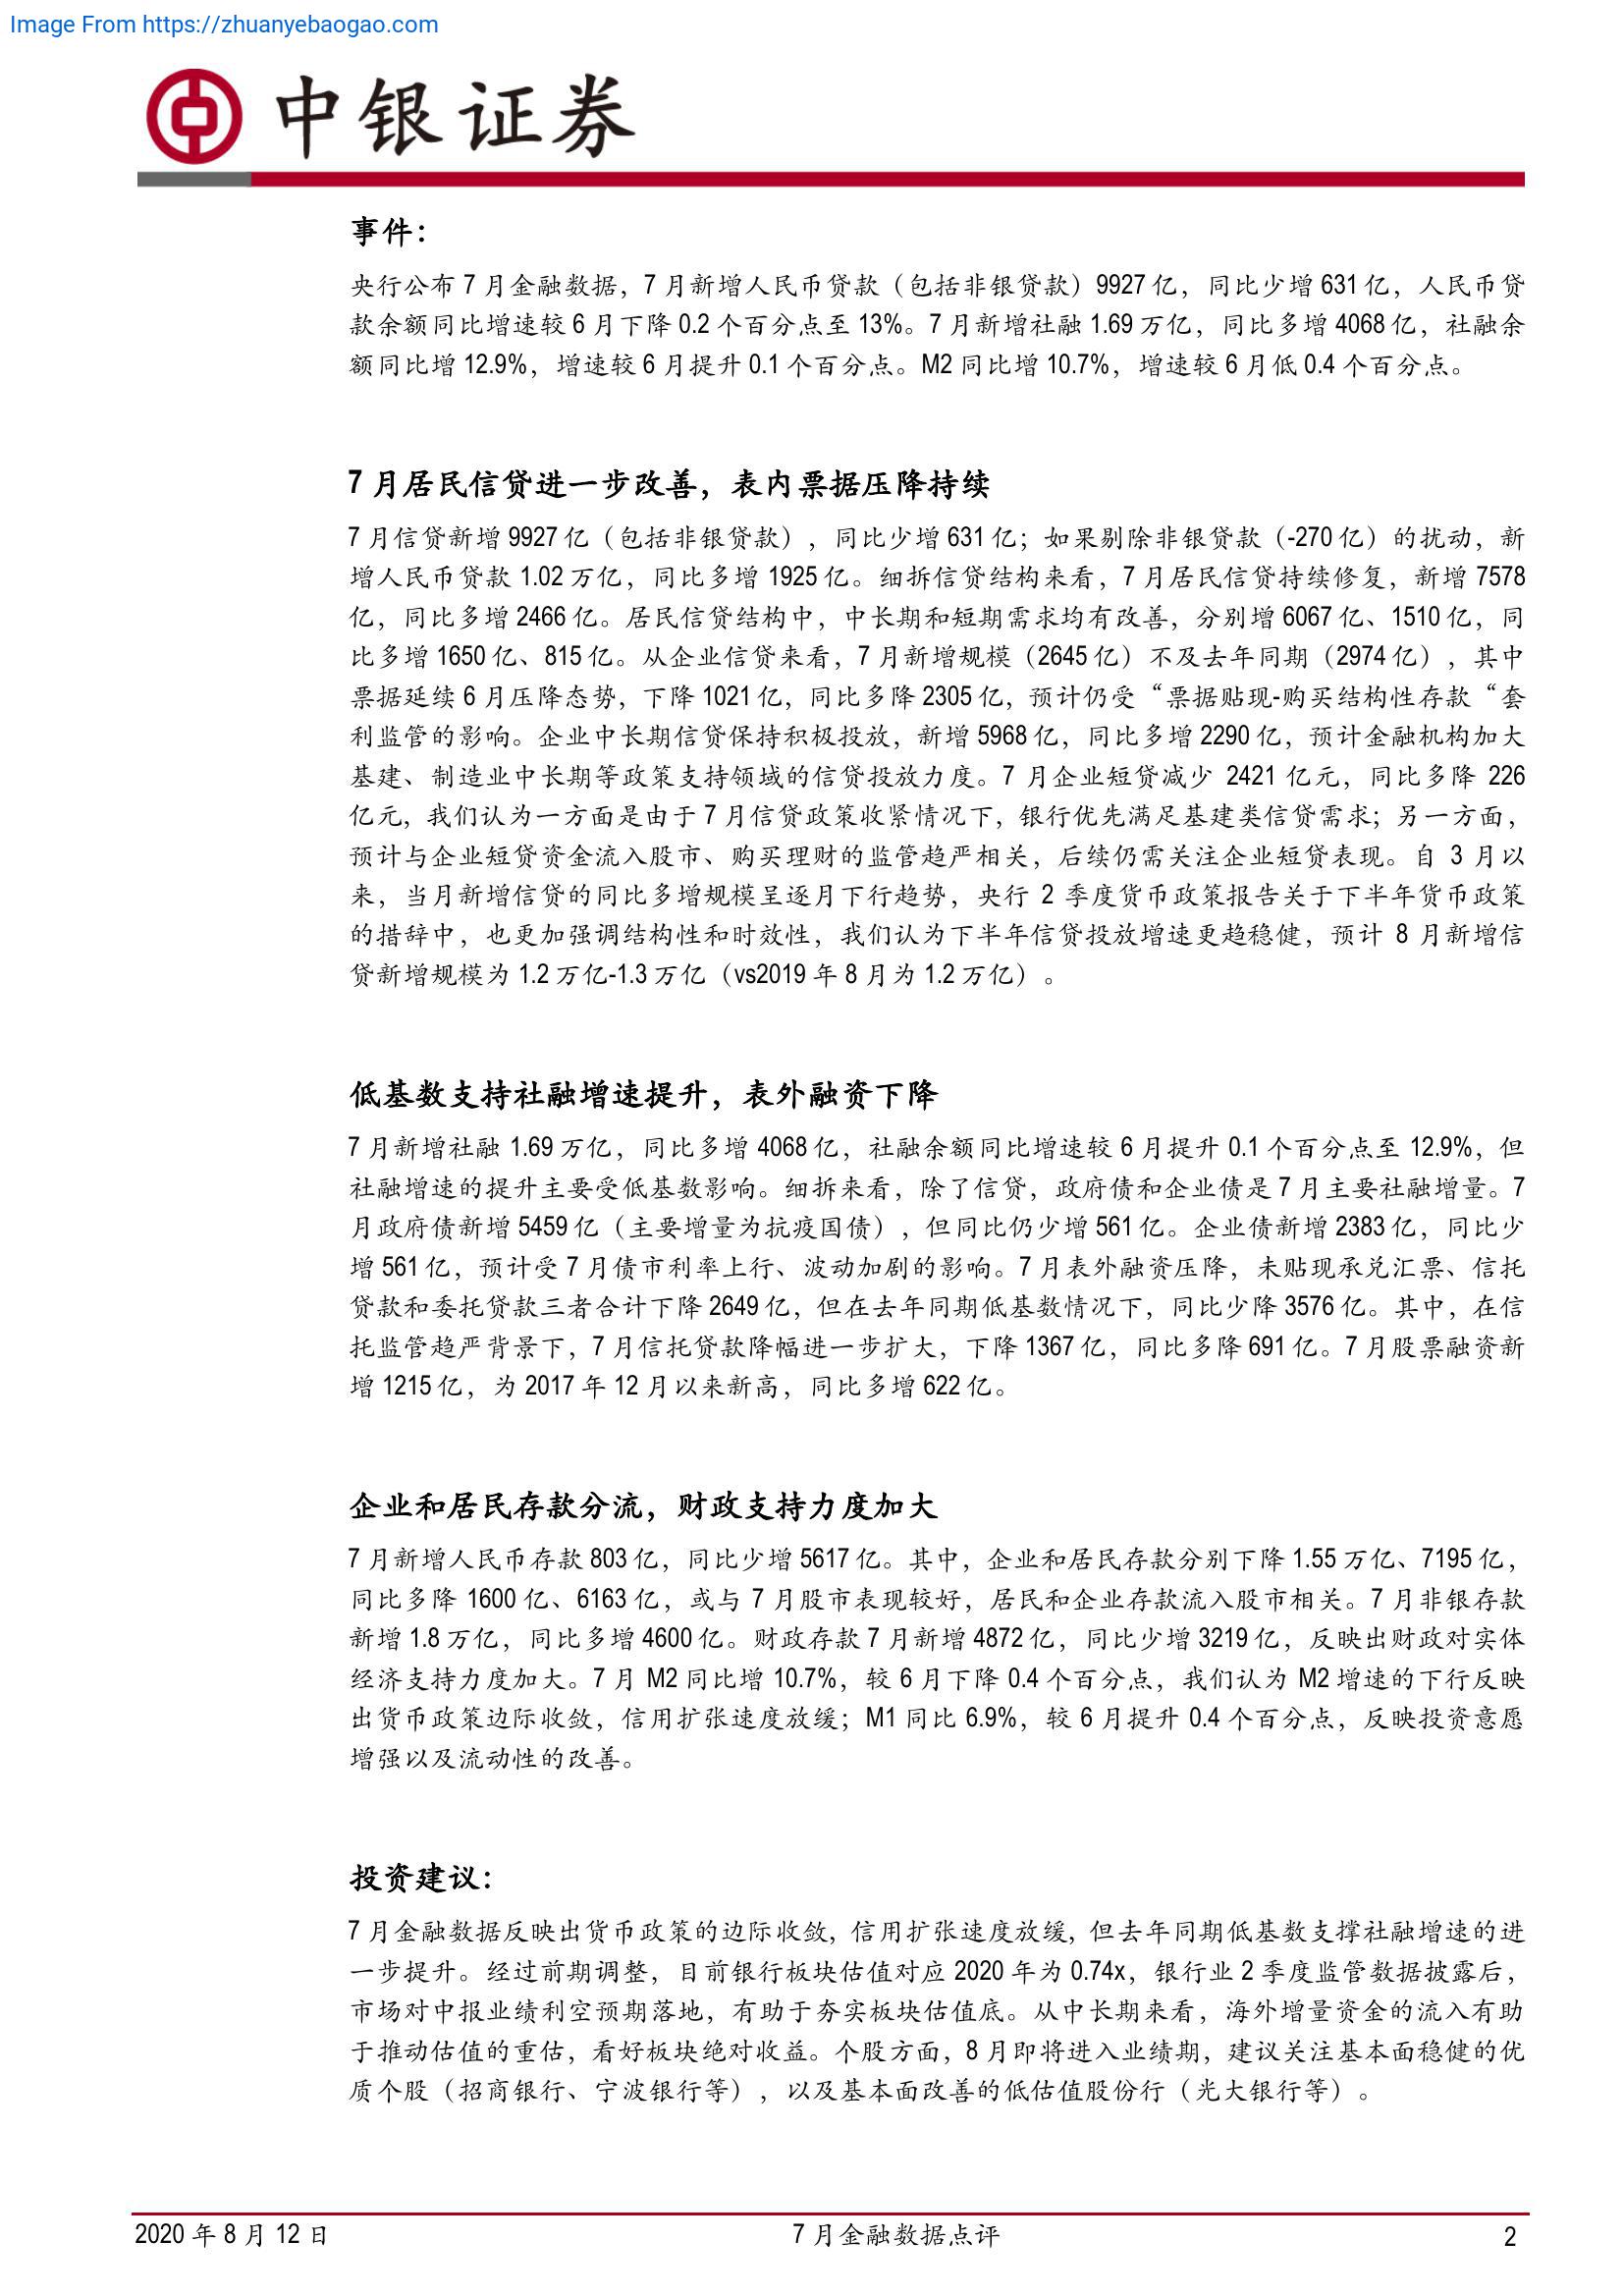 Image From https://zhuanyebaogao.com
中银证券
事件：
央行公布 7 月金融数据，7 月新增人民币贷款（包括非银贷款）9927 亿，同比少增 631 亿，人民币贷
款余额同比增速较 6 月下降 0.2 个百分点至 13%。7 月新增社融 1.69 万亿，同比多增 4068 亿，社融余
额同比增 12.9%，增速较 6 月提升 0.1 个百分点。M2 同比增 10.7%，增速较 6 月低 0.4 个百分点。
7 月居民信贷进一步改善，表内票据压降持续
7 月信贷新增 9927 亿（包括非银贷款），同比少增 631 亿；如果剔除非银贷款（-270 亿）的扰动，新
增人民币贷款 1.02 万亿，同比多增 1925 亿。细拆信贷结构来看，7 月居民信贷持续修复，新增 7578
亿，同比多增 2466 亿。居民信贷结构中，中长期和短期需求均有改善，分别增 6067 亿、1510 亿，同
比多增 1650 亿、815 亿。从企业信贷来看，7 月新增规模（2645 亿）不及去年同期（2974 亿），其中
票据延续 6 月压降态势，下降 1021 亿，同比多降 2305 亿，预计仍受“票据贴现-购买结构性存款“套
利监管的影响。企业中长期信贷保持积极投放，新增 5968 亿，同比多增 2290 亿，预计金融机构加大
基建、制造业中长期等政策支持领域的信贷投放力度。7 月企业短贷减少 2421 亿元，同比多降 226
亿元，我们认为一方面是由于 7 月信贷政策收紧情况下，银行优先满足基建类信贷需求；另一方面，
预计与企业短贷资金流入股市、购买理财的监管趋严相关，后续仍需关注企业短贷表现。自 3 月以
来，当月新增信贷的同比多增规模呈逐月下行趋势，央行 2 季度货币政策报告关于下半年货币政策
的措辞中，也更加强调结构性和时效性，我们认为下半年信贷投放增速更趋稳健，预计 8 月新增信
贷新增规模为 1.2 万亿-1.3 万亿（vs2019 年 8 月为 1.2 万亿）。
低基数支持社融增速提升，表外融资下降
7 月新增社融 1.69 万亿，同比多增 4068 亿，社融余额同比增速较 6 月提升 0.1 个百分点至 12.9%，但
社融增速的提升主要受低基数影响。细拆来看，除了信贷，政府债和企业债是 7 月主要社融增量。7
月政府债新增 5459 亿（主要增量为抗疫国债），但同比仍少增 561 亿。企业债新增 2383 亿，同比少
增 561 亿，预计受 7 月债市利率上行、波动加剧的影响。7 月表外融资压降，未贴现承兑汇票、信托
贷款和委托贷款三者合计下降 2649 亿，但在去年同期低基数情况下，同比少降 3576 亿。其中，在信
托监管趋严背景下，7 月信托贷款降幅进一步扩大，下降 1367 亿，同比多降 691 亿。7 月股票融资新
增 1215 亿，为 2017 年 12 月以来新高，同比多增 622 亿。
企业和居民存款分流，财政支持力度加大
7 月新增人民币存款 803 亿，同比少增 5617 亿。其中，企业和居民存款分别下降 1.55 万亿、7195 亿，
同比多降 1600 亿、6163 亿，或与 7 月股市表现较好，居民和企业存款流入股市相关。7 月非银存款
新增 1.8 万亿，同比多增 4600 亿。财政存款 7 月新增 4872 亿，同比少增 3219 亿，反映出财政对实体
经济支持力度加大。7 月 M2 同比增 10.7%，较 6 月下降 0.4 个百分点，我们认为 M2 增速的下行反映
出货币政策边际收敛，信用扩张速度放缓；M1 同比 6.9%，较 6 月提升 0.4 个百分点，反映投资意愿
增强以及流动性的改善。
投资建议：
7 月金融数据反映出货币政策的边际收敛，信用扩张速度放缓，但去年同期低基数支撑社融增速的进
一步提升。经过前期调整，目前银行板块估值对应 2020 年为 0.74x，银行业 2 季度监管数据披露后，
市场对中报业绩利空预期落地，有助于夯实板块估值底。从中长期来看，海外增量资金的流入有助
于推动估值的重估，看好板块绝对收益。个股方面，8 月即将进入业绩期，建议关注基本面稳健的优
质个股（招商银行、宁波银行等），以及基本面改善的低估值股份行（光大银行等）。
2020 年 8 月 12 日
7 月金融数据点评
2